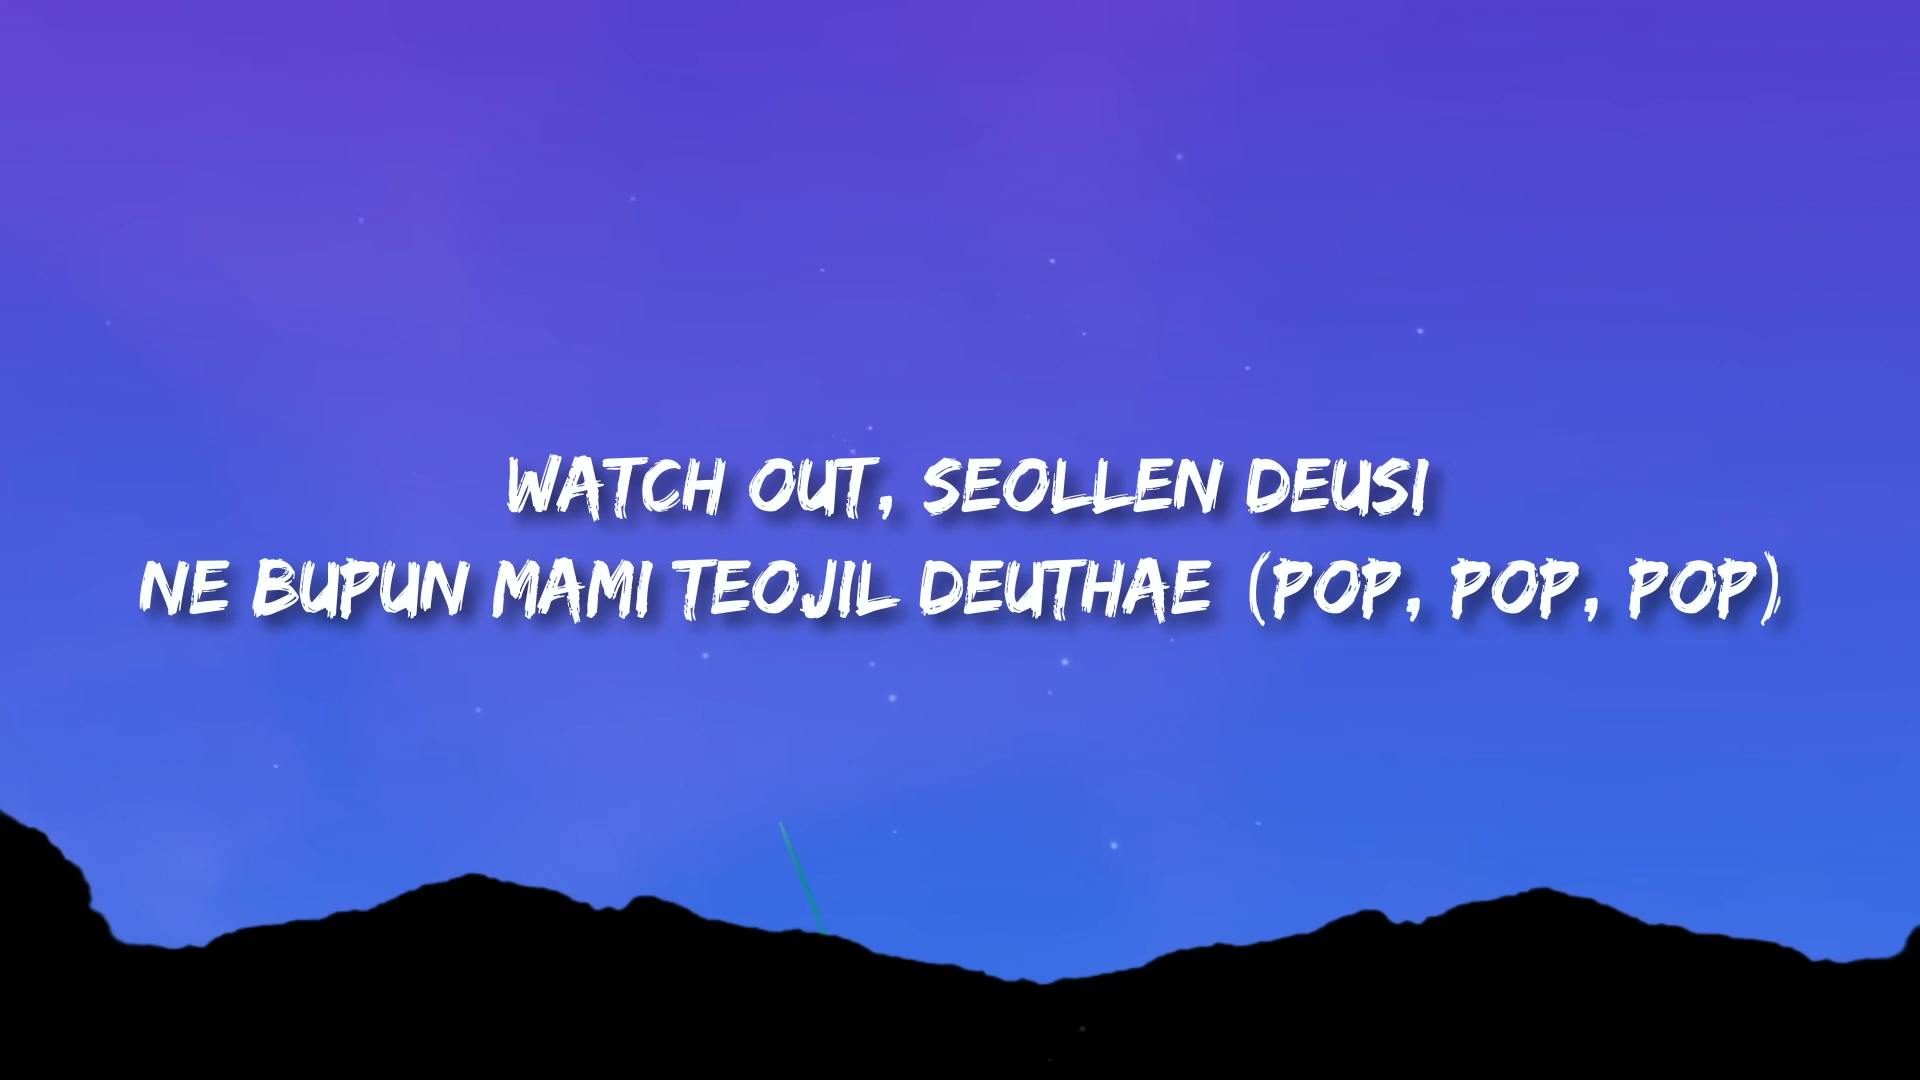 WATCH OUT, SEOLLEN DEUSI
NE BUPUN MAMI TEOJIL DEUTHAE (POP, POP, POP)